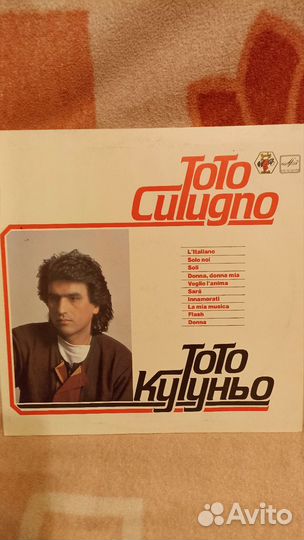 Toto
Cutugno
L'Italiano
Solo noi
Soli
Donna, donna mia
Voglio l'anima
Sarà
Innamorati
La mia musica
Flash
Donna
Тото
Кутуньо
Avito